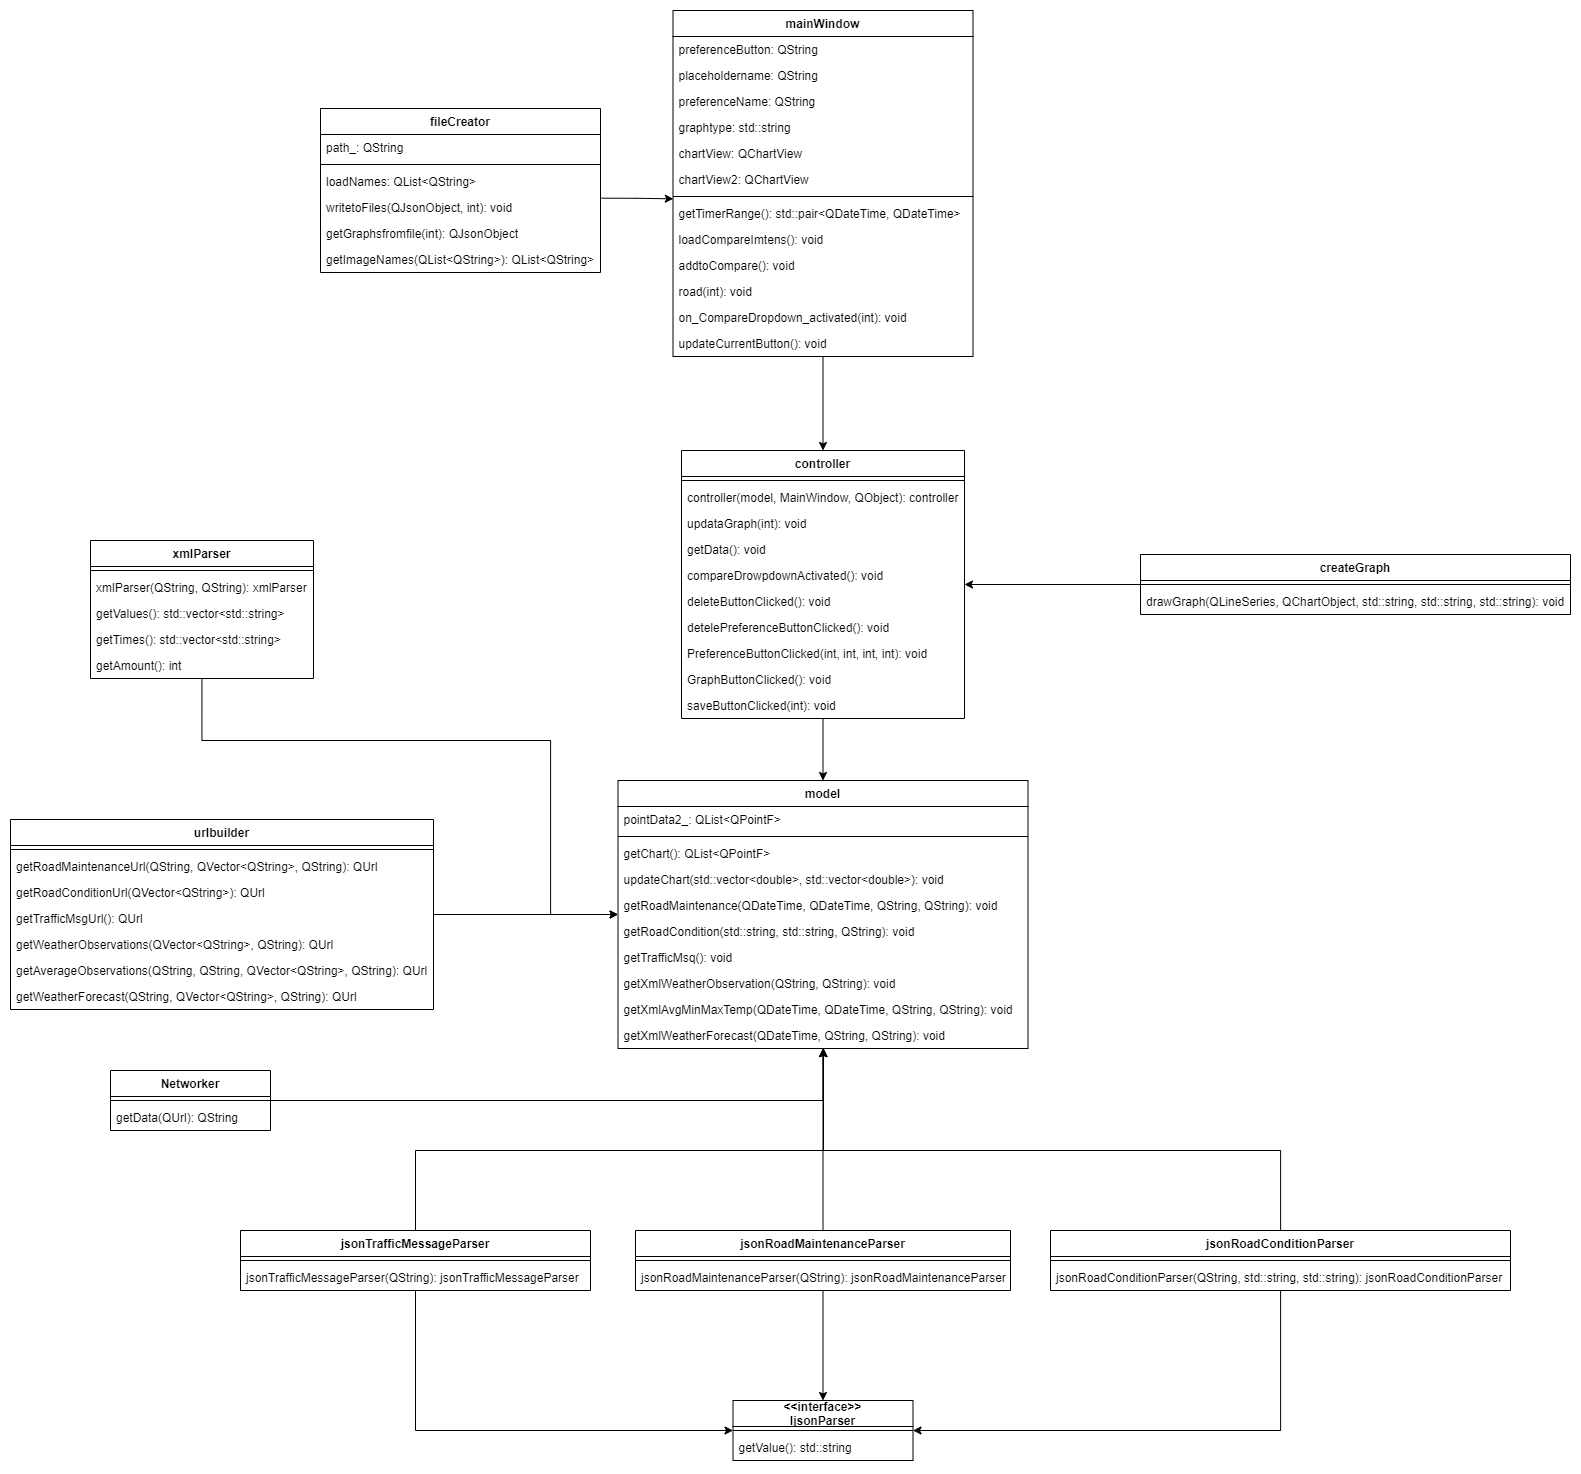 mainWindow
preferenceButton: QString
placeholdername: QString
preferenceName: QString
graphtype: std::string
chartView: QChartView
chartView2: QChartView
getTimerRange(): std::pair<QDateTime, QDateTime>
loadCompareImtens(): void
addtoCompare(): void
road(int): void
on_CompareDropdown_activated(int): void
updateCurrentButton(): void
fileCreator
path_: QString
loadNames: QList<QString>
writetoFiles(QJsonObject, int): void
getGraphsfromfile(int): QJsonObject
getImageNames(QList<QString>): QList<QString>
controller
controller(model, MainWindow, QObject): controller
updataGraph(int): void
getData(): void
compareDrowpdownActivated(): void
deleteButtonClicked(): void
detelePreferenceButtonClicked(): void
PreferenceButtonClicked(int, int, int, int): void
GraphButtonClicked(): void
saveButtonClicked(int): void
createGraph
drawGraph(QLineSeries, QChartObject, std::string, std::string, std::string): void
xmlParser
xmlParser(QString, QString): xmlParser
getValues(): std::vector<std::string>
getTimes(): std::vector<std::string>
getAmount(): int
model
pointData2_: QList<QPointF>
getChart(): QList<QPointF>
updateChart(std::vector<double>, std::vector<double>): void
getRoadMaintenance(QDateTime, QDateTime, QString, QString): void
getRoadCondition(std::string, std::string, QString): void
getTrafficMsq(): void
getXmlWeatherObservation(QString, QString): void
getXmlAvgMinMaxTemp(QDateTime, QDateTime, QString, QString): void
getXmlWeatherForecast(QDateTime, QString, QString): void
urlbuilder
getRoadMaintenanceUrl(QString, QVector<QString>, QString): QUrl
getRoadConditionUrl(QVector<QString>): QUrl
getTrafficMsgUrl(): QUrl
getWeatherObservations(QVector<QString>, QString): QUrl
getAverageObservations(QString, QString, QVector<QString>, QString): QUrl
getWeatherForecast(QString, QVector<QString>, QString): QUrl
Networker
getData(QUrl): QString
jsonTrafficMessageParser
jsonTrafficMessageParser(QString): jsonTrafficMessageParser
jsonRoadMaintenanceParser
jsonRoadMaintenanceParser(QString): jsonRoadMaintenanceParser
jsonRoadConditionParser
jsonRoadConditionParser(QString, std::string, std::string): jsonRoadConditionParser
<<interface>>
IjsonParser
getValue(): std::string